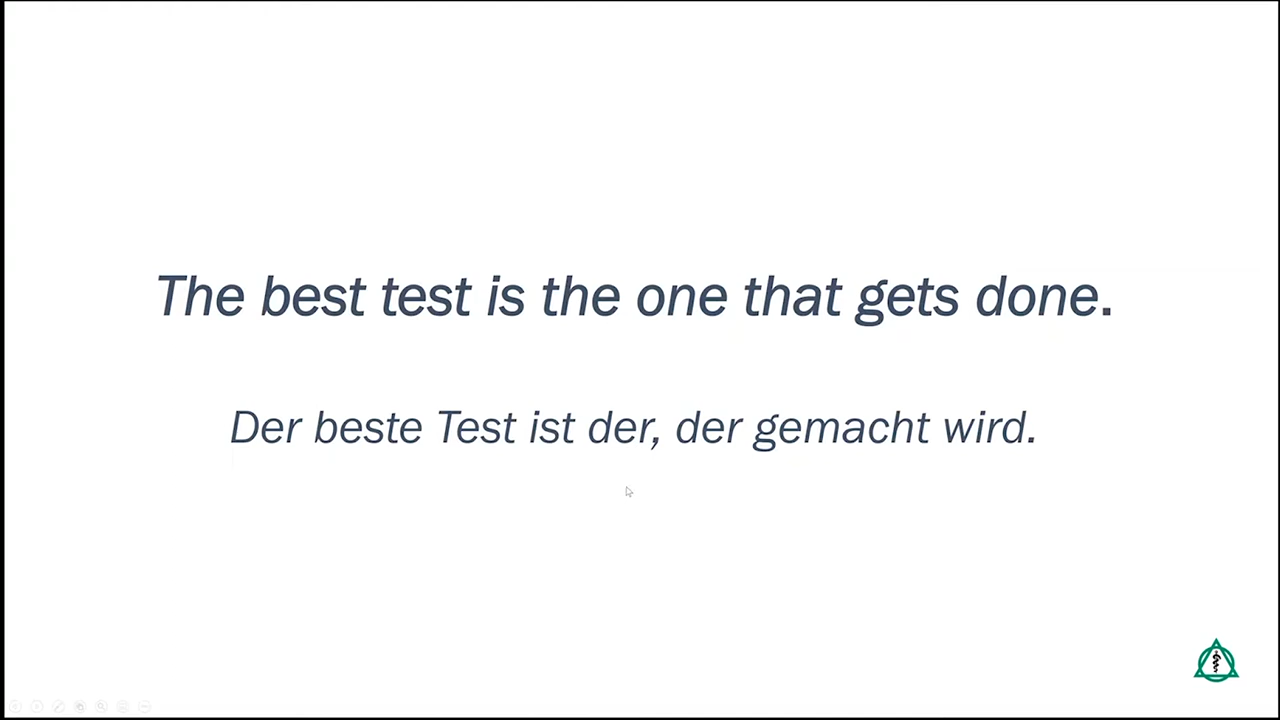 The best test is the one that gets done.
Der beste Test ist der, der gemacht wird.